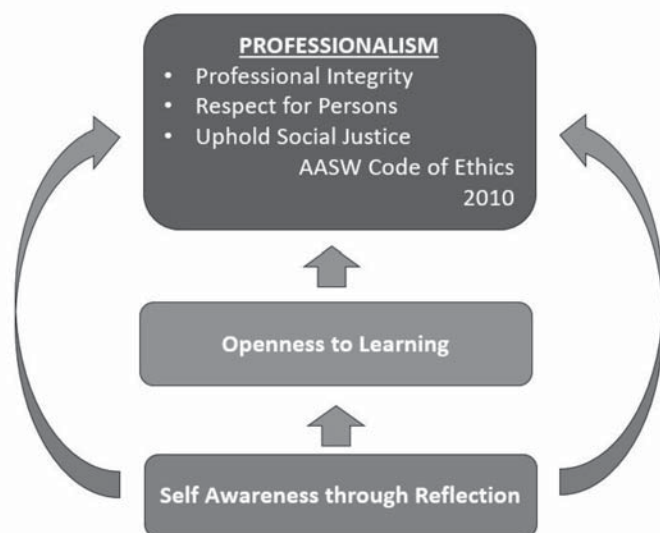 PROFESSIONALISM
• Professional Integrity
• Respect for Persons
• Uphold Social Justice
AASW Code of Ethics
2010
Openness to Learning
Self Awareness through Reflection